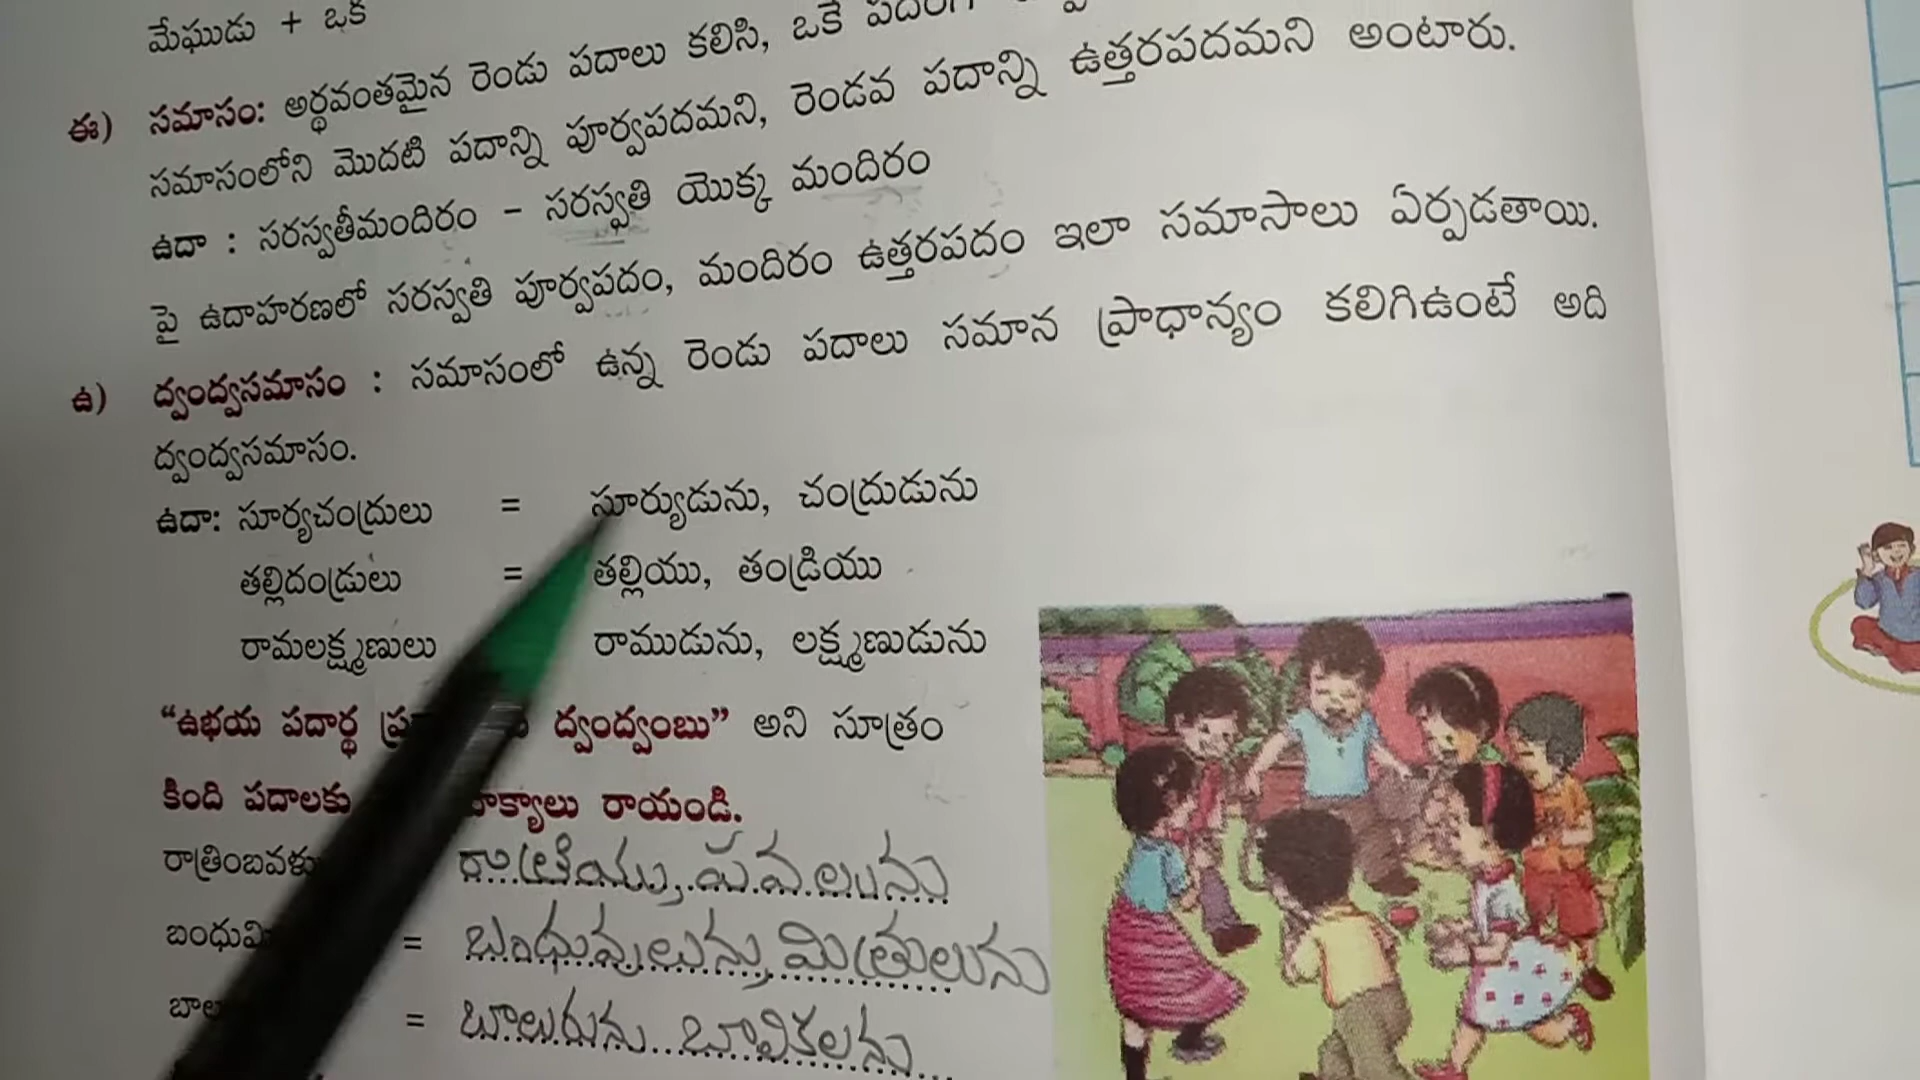 మేఘుడు + ఒక
ఈ) సమాసం: అర్థవంతమైన రెండు పదాలు కలిసి, ఒకే
సమాసంలోని మొదటి పదాన్ని పూర్వపదమని, రెండవ పదాన్ని ఉత్తరపదమని అంటారు.
ఉదా : సరస్వతీమందిరం - సరస్వతి యొక్క మందిరం
పై ఉదాహరణలో సరస్వతి పూర్వపదం, మందిరం ఉత్తరపదం ఇలా సమాసాలు ఏర్పడతాయి.
ఉ) ద్వంద్వసమాసం : సమాసంలో ఉన్న రెండు పదాలు సమాన ప్రాధాన్యం కలిగిఉంటే అది
ద్వంద్వసమాసం.
ఉదా: సూర్యచంద్రులు = సూర్యుడును, చంద్రుడును
తల్లిదండ్రులు = తల్లియు, తండ్రియు
రామలక్ష్మణులు రాముడును, లక్ష్మణుడును
“ఉభయ పదార్థ ద్వంద్వంబు” అని సూత్రం
కింది పదాలకు రాయండి.
రాత్రియు, పవలును
= బంధువులును, మిత్రులును
= బాలురును బాలికలును